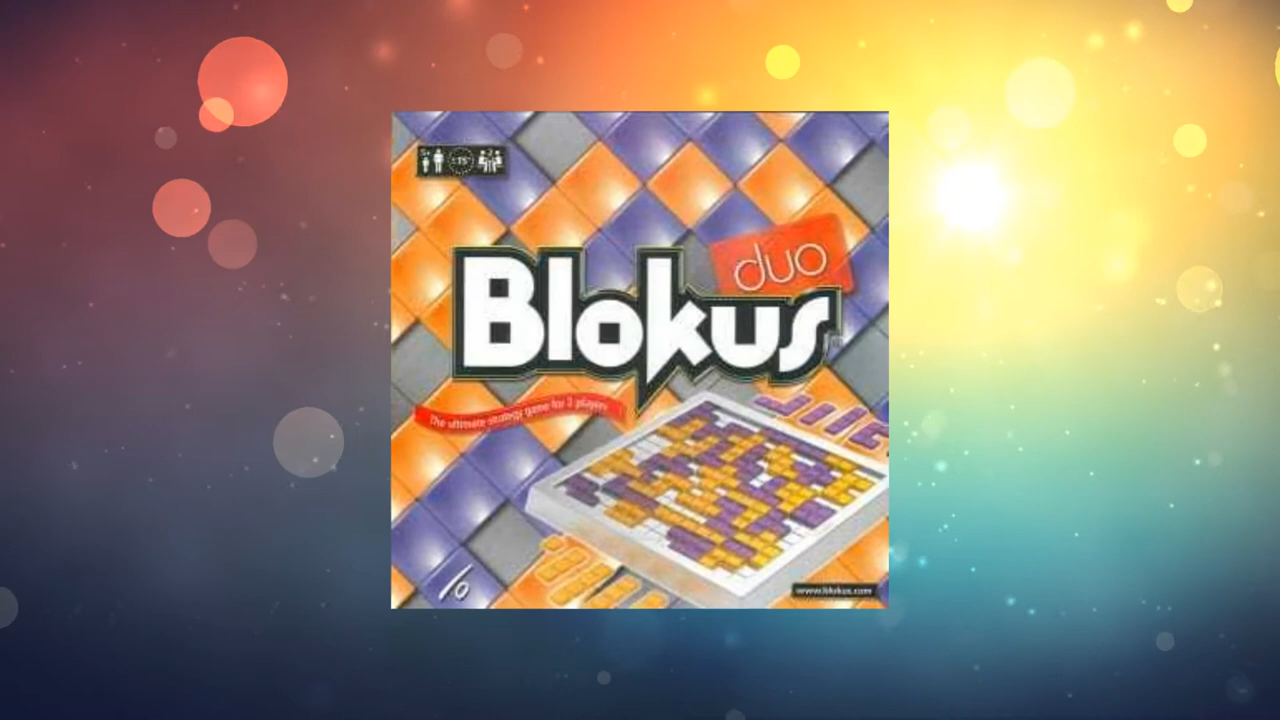 duo
Blokus
The ultimate strategy game for 2 players
www.blokus.com